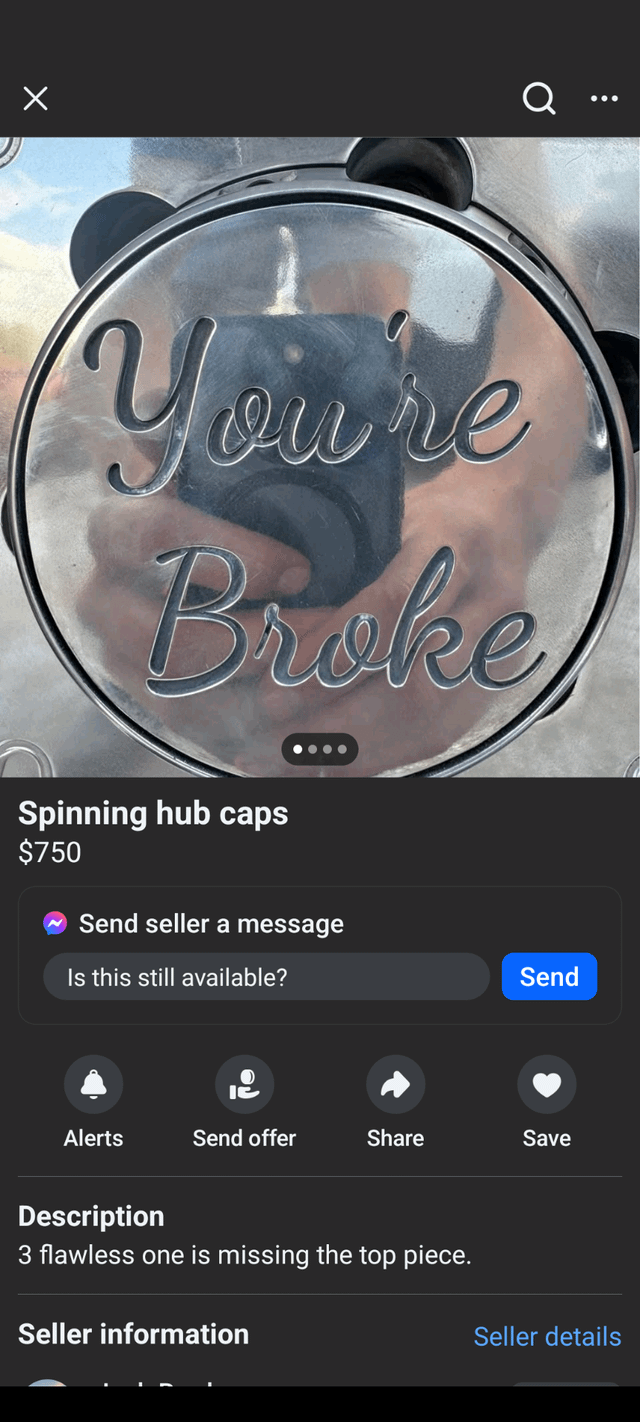 You're
Broke
Spinning hub caps
$750
Send seller a message
Is this still available?
Send
Alerts
Send offer
Share
Save
Description
3 flawless one is missing the top piece.
Seller information
Seller details